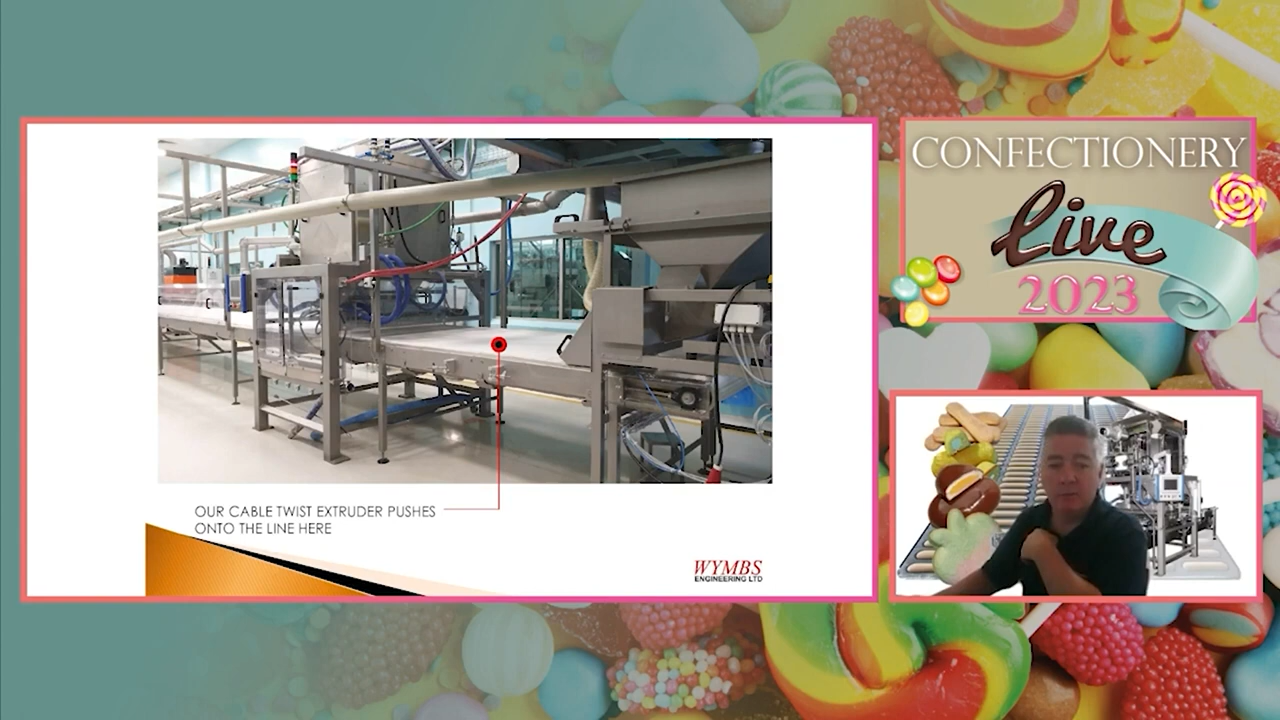 CONFECTIONERY
live
2023
OUR CABLE TWIST EXTRUDER PUSHES
ONTO THE LINE HERE
WYMBS
ENGINEERING LTD